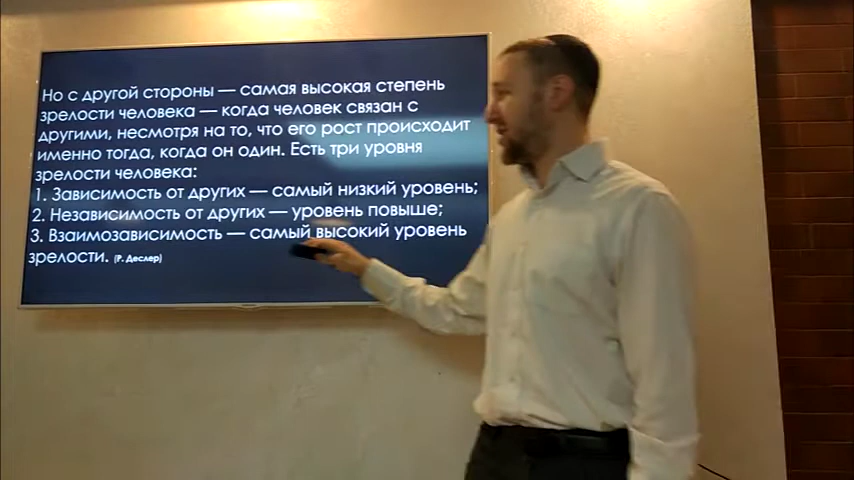 Но с другой стороны — самая высокая степень
зрелости человека — когда человек связан с
другими, несмотря на то, что его рост происходит
именно тогда, когда он один. Есть три уровня
зрелости человека:
1. Зависимость от других — самый низкий уровень;
2. Независимость от других — уровень повыше;
3. Взаимозависимость, — самый высокий уровень
зрелости. (Р. Деслер)